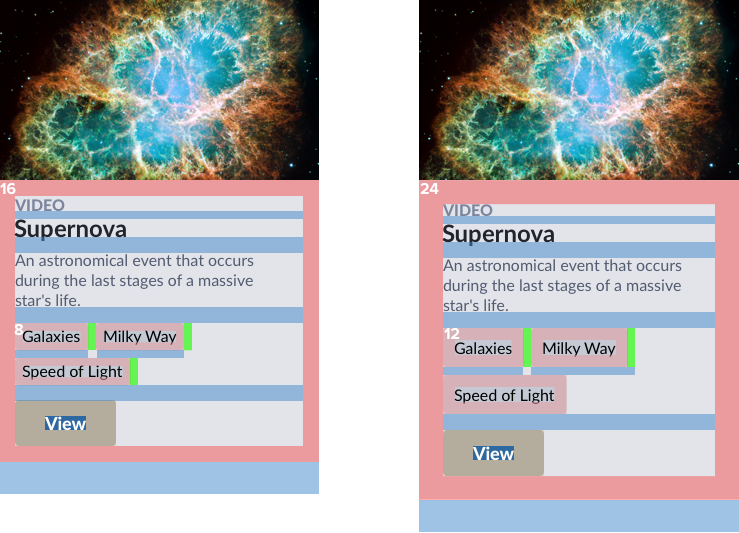 16
VIDEO
Supernova
An astronomical event that occurs
during the last stages of a massive
star's life.
8
Galaxies Milky Way
Speed of Light
View
24
VIDEO
Supernova
An astronomical event that occurs
during the last stages of a massive
star's life.
12
Galaxies Milky Way
Speed of Light
View